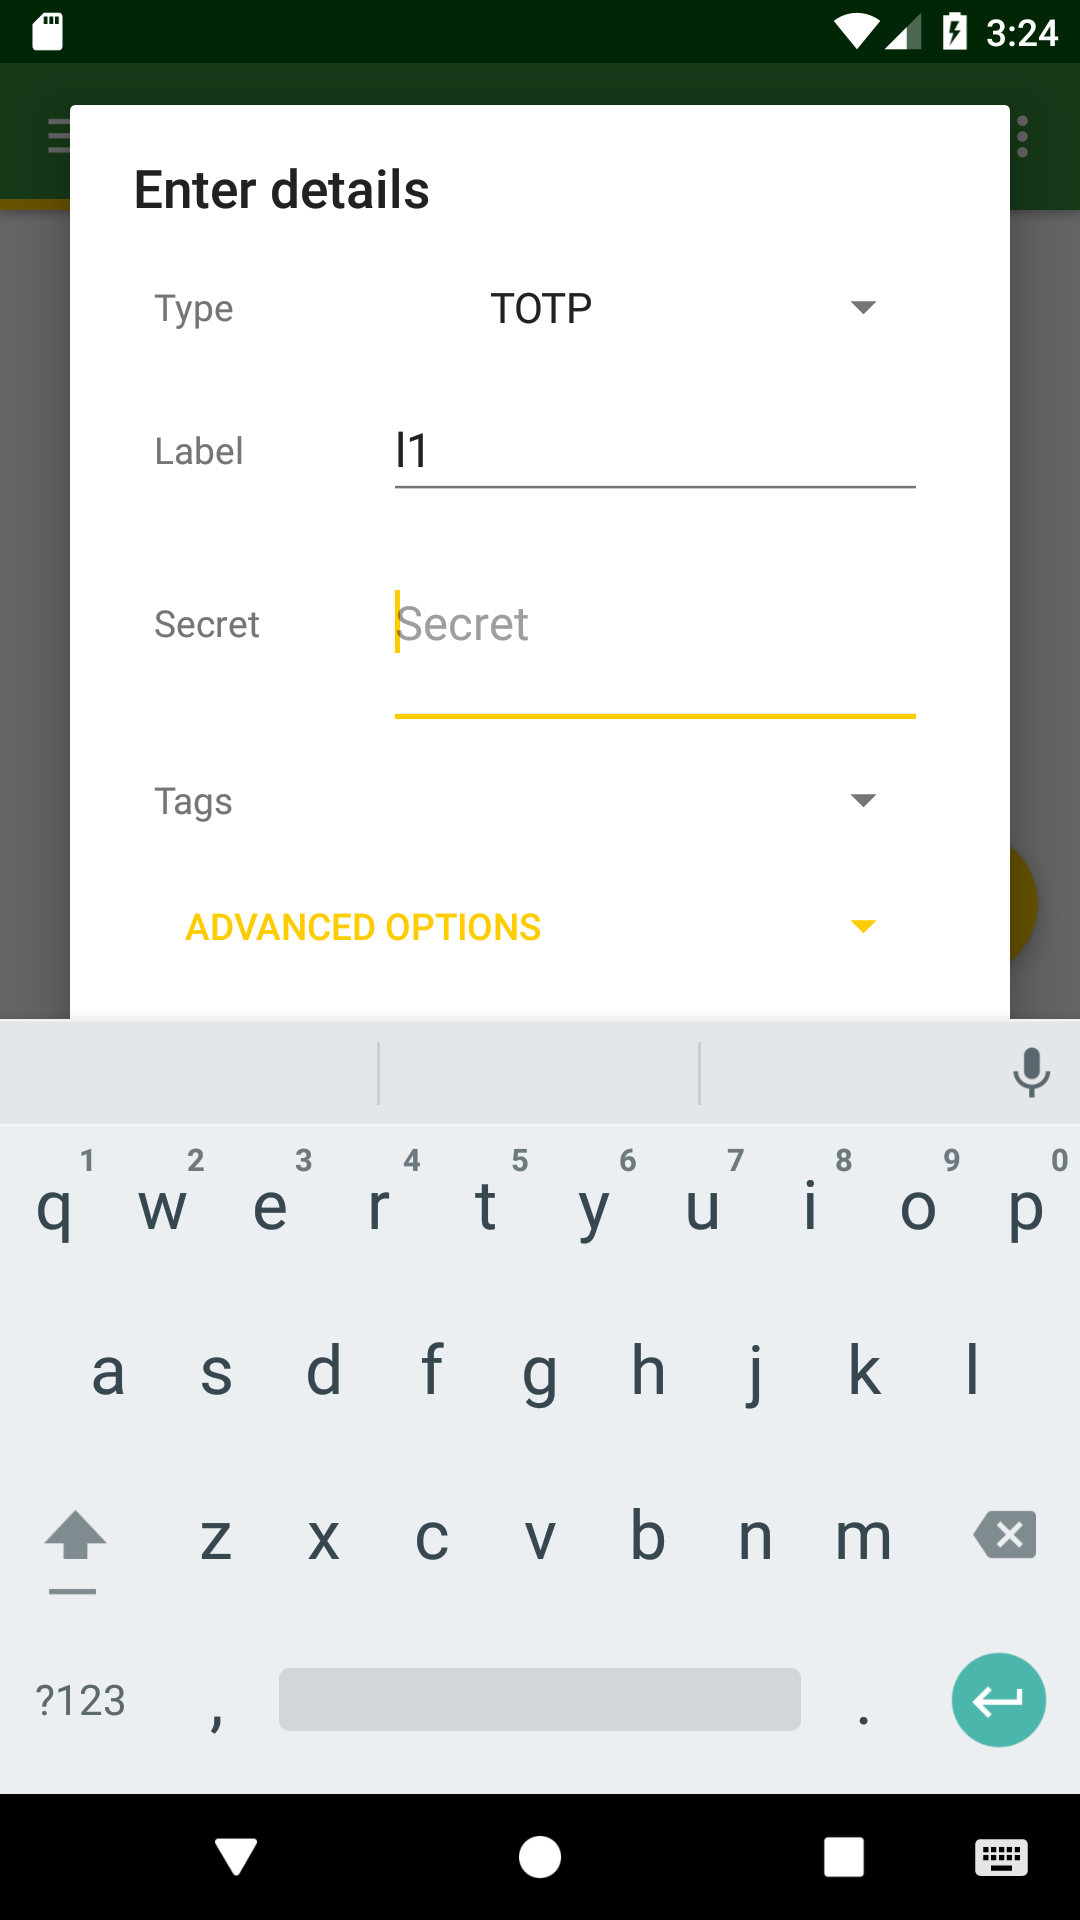 3:24
Enter details
Type TOTP
Label l1
Secret Secret
Tags
ADVANCED OPTIONS
1 2 3 4 5 6 7 8 9 0
q w e r t y u i o p
a s d f g h j k l
z x c v b n m
?123 , .